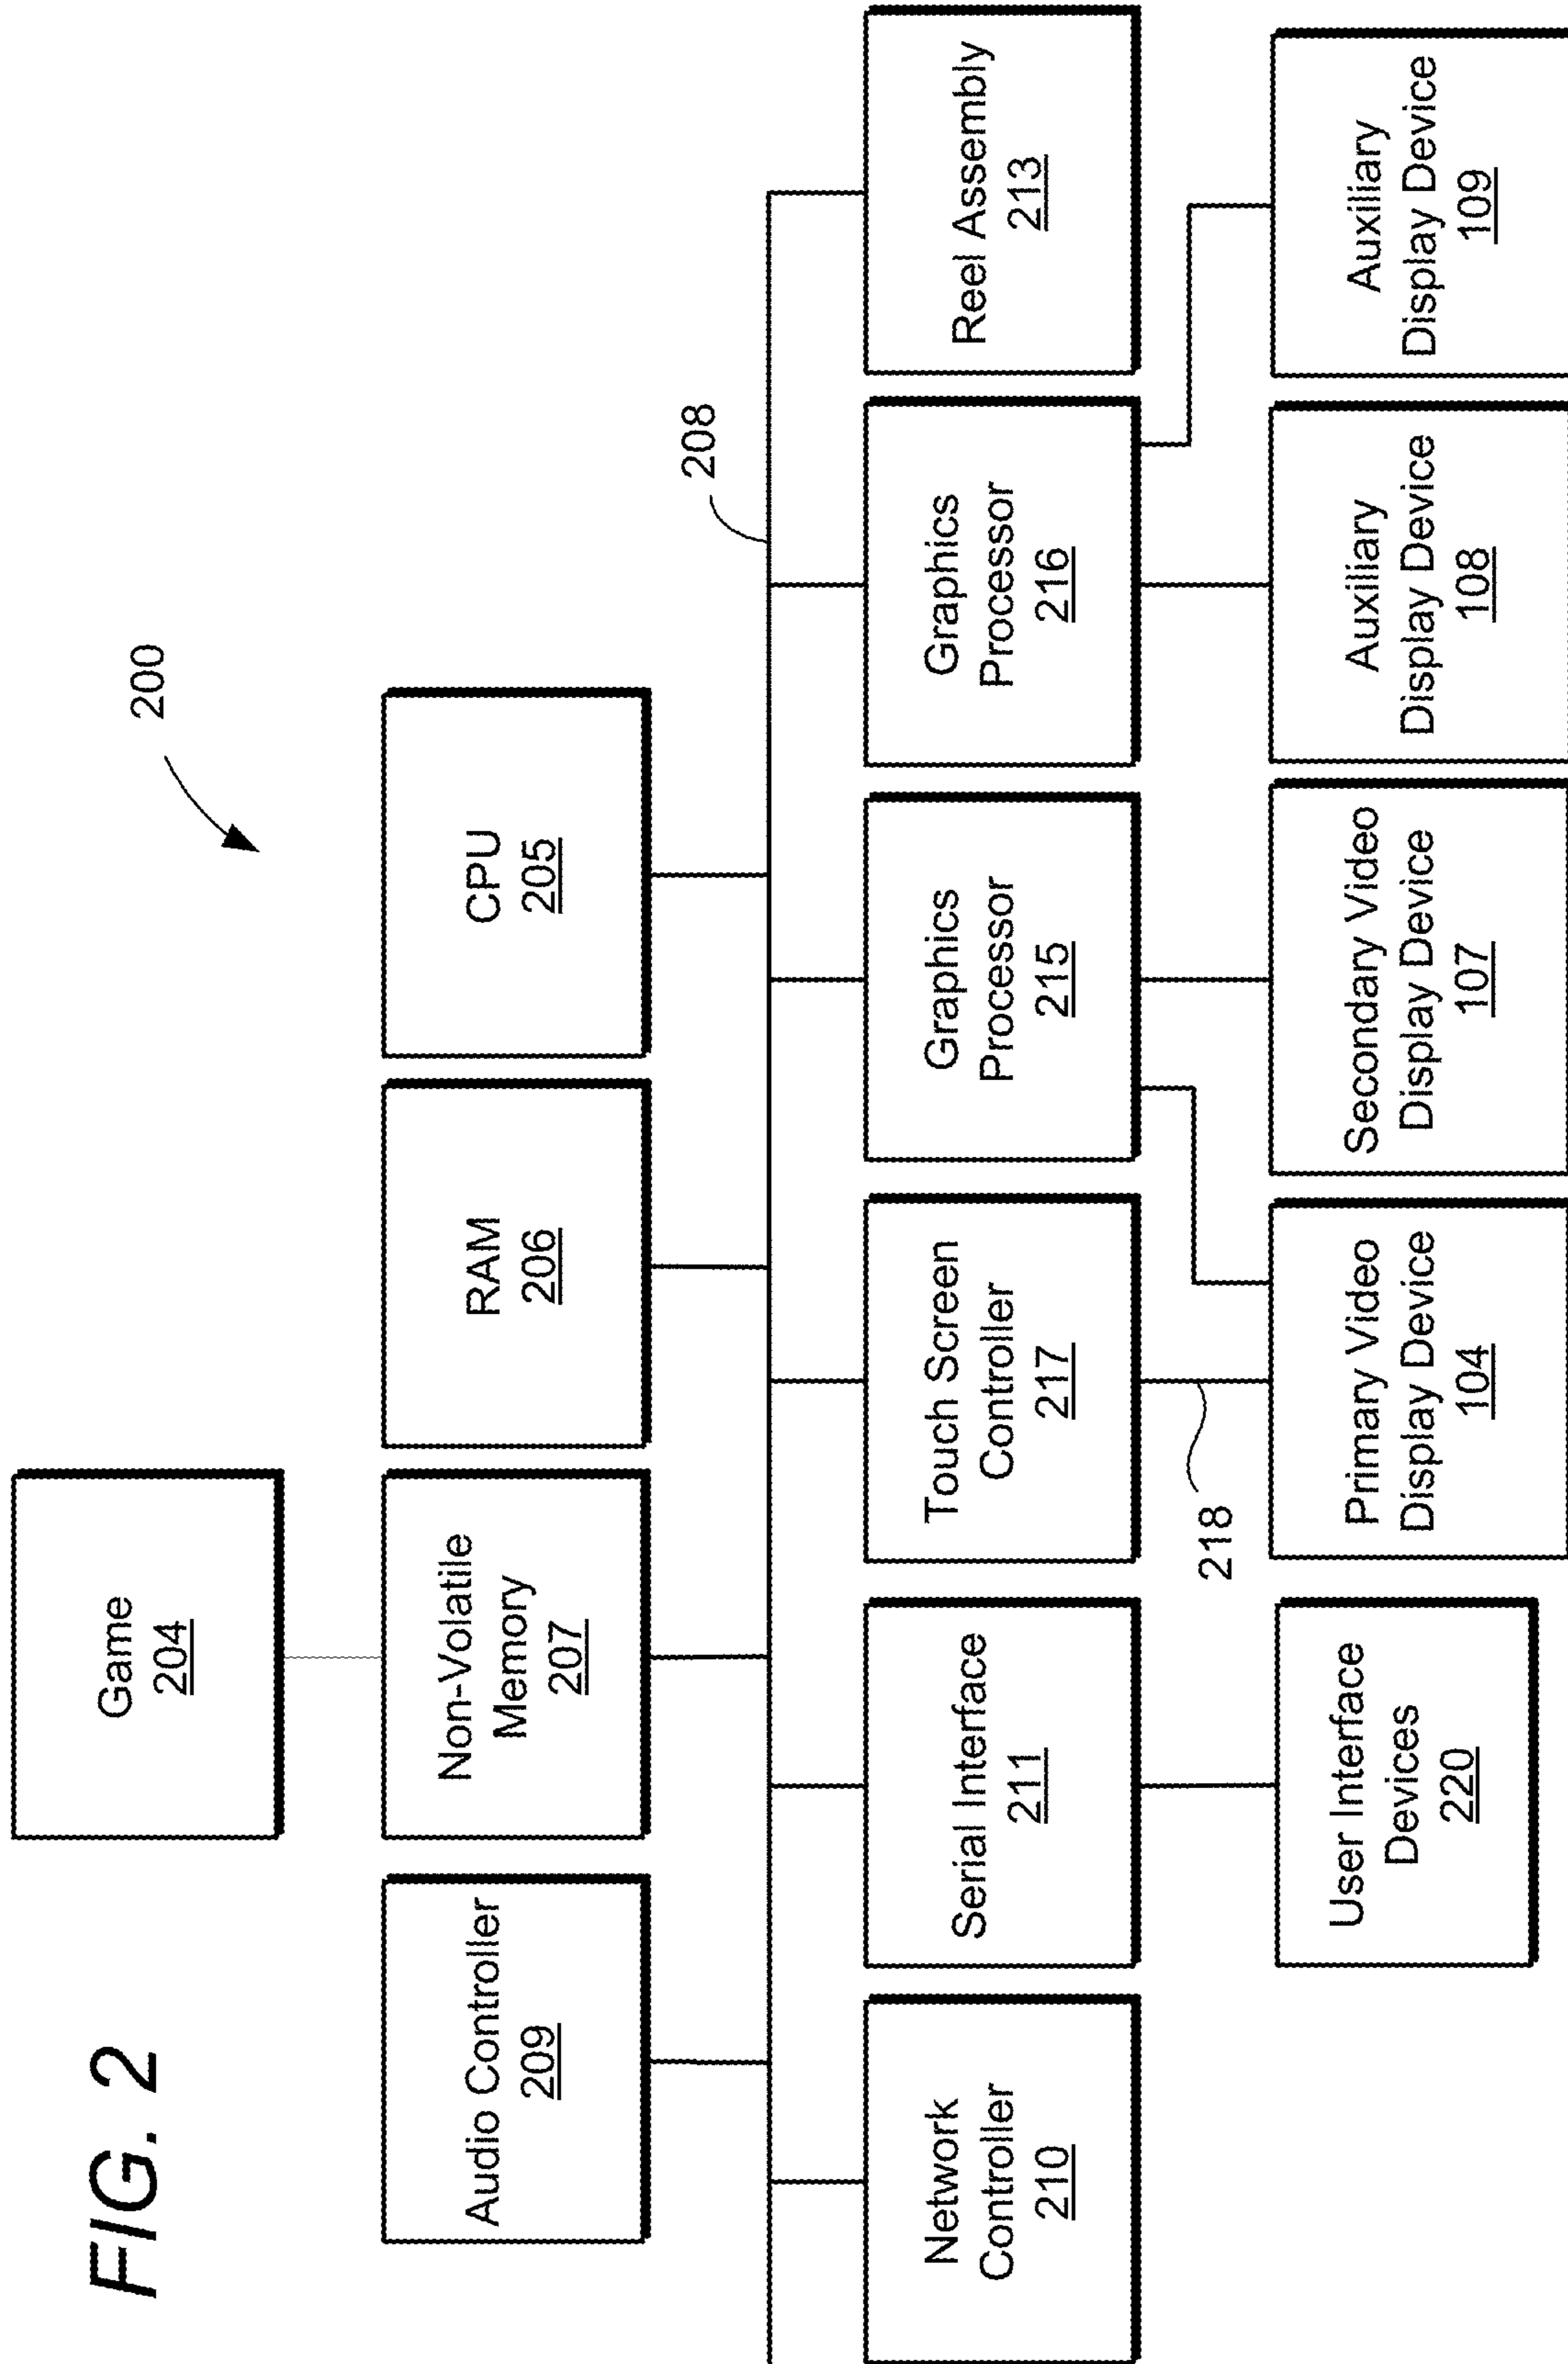 FIG. 2
200
Game
204
Audio Controller
209
Non-Volatile
Memory
207
RAM
206
CPU
205
208
Network
Controller
210
Serial Interface
211
Touch Screen
Controller
217
Graphics
Processor
215
Graphics
Processor
216
Reel Assembly
213
218
User Interface
Devices
220
Primary Video
Display Device
104
Secondary Video
Display Device
107
Auxiliary
Display Device
108
Auxiliary
Display Device
109